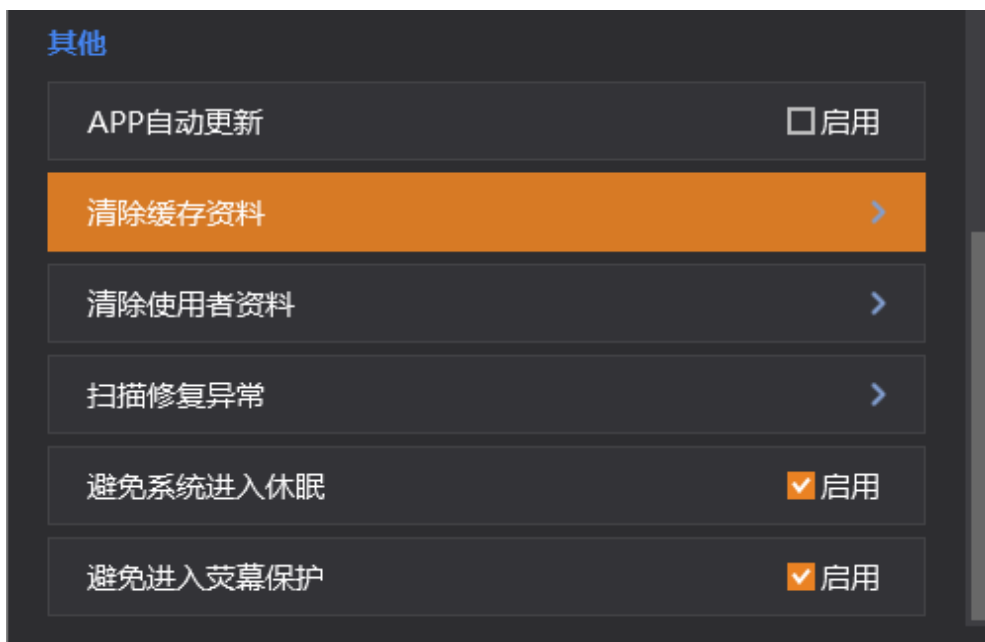 其他
APP自动更新 启用
清除缓存资料
清除使用者资料
扫描修复异常
避免系统进入休眠 启用
避免进入荧幕保护 启用